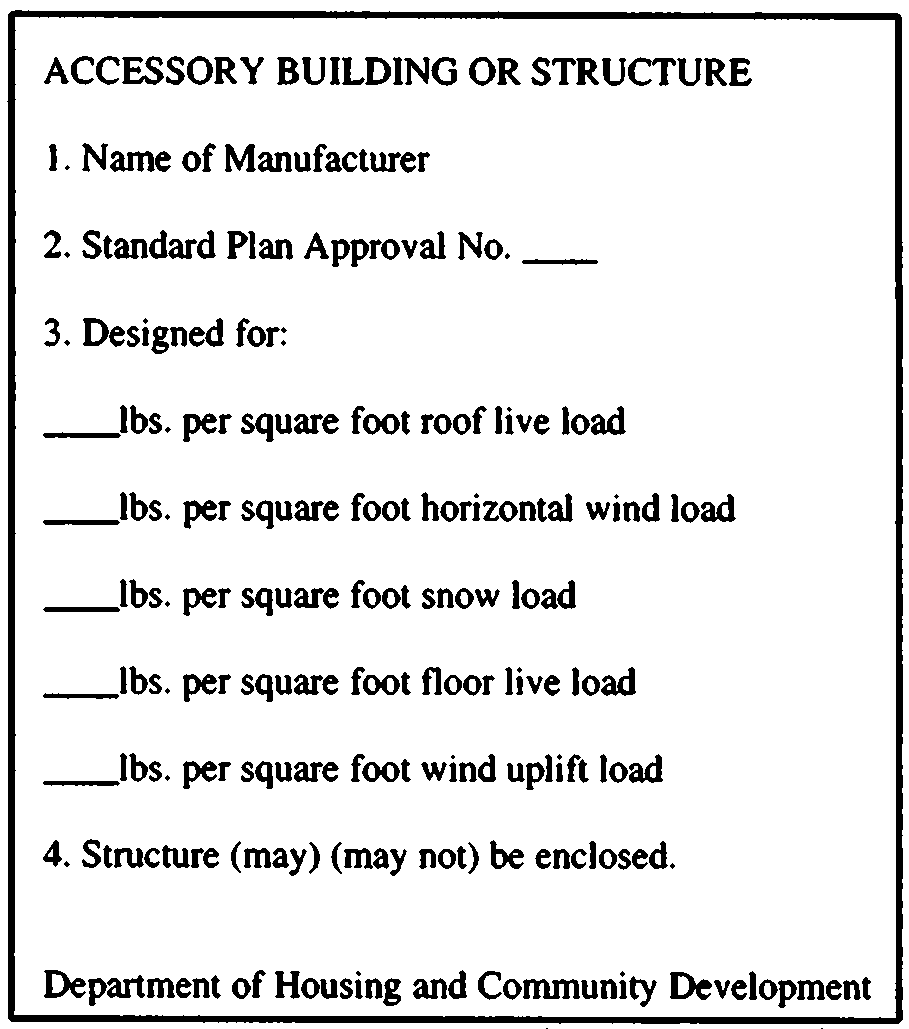 ACCESSORY BUILDING OR STRUCTURE
1. Name of Manufacturer
2. Standard Plan Approval No. ____
3. Designed for:
____lbs. per square foot roof live load
____lbs. per square foot horizontal wind load
____lbs. per square foot snow load
____lbs. per square foot floor live load
____lbs. per square foot wind uplift load
4. Structure (may) (may not) be enclosed.
Department of Housing and Community Development